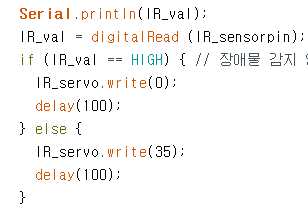 Serial.println(IR_val);
IR_val = digitalRead (IR_sensorpin);
if (IR_val == HIGH) { // 장애물 감지
IR_servo.write(0);
delay(100);
} else {
IR_servo.write(35);
delay(100);
}